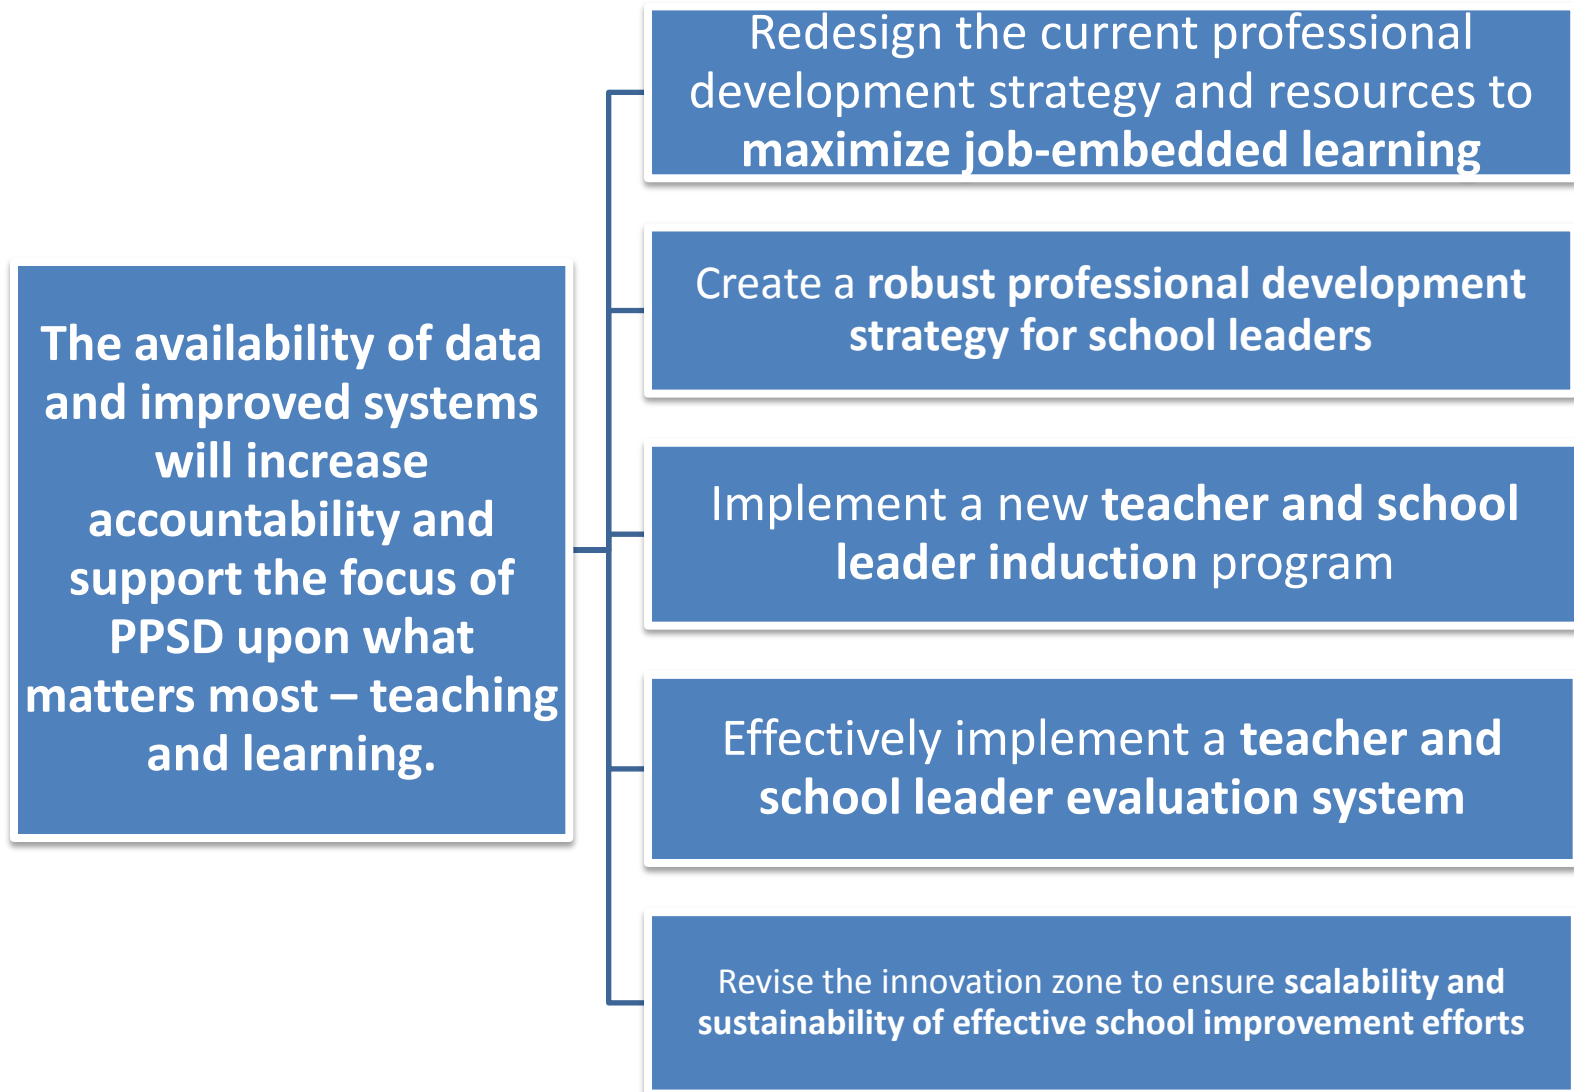 The availability of data
and improved systems
will increase
accountability and
support the focus of
PPSD upon what
matters most – teaching
and learning.
Redesign the current professional
development strategy and resources to
maximize job-embedded learning
Create a robust professional development
strategy for school leaders
Implement a new teacher and school
leader induction program
Effectively implement a teacher and
school leader evaluation system
Revise the innovation zone to ensure scalability and
sustainability of effective school improvement efforts